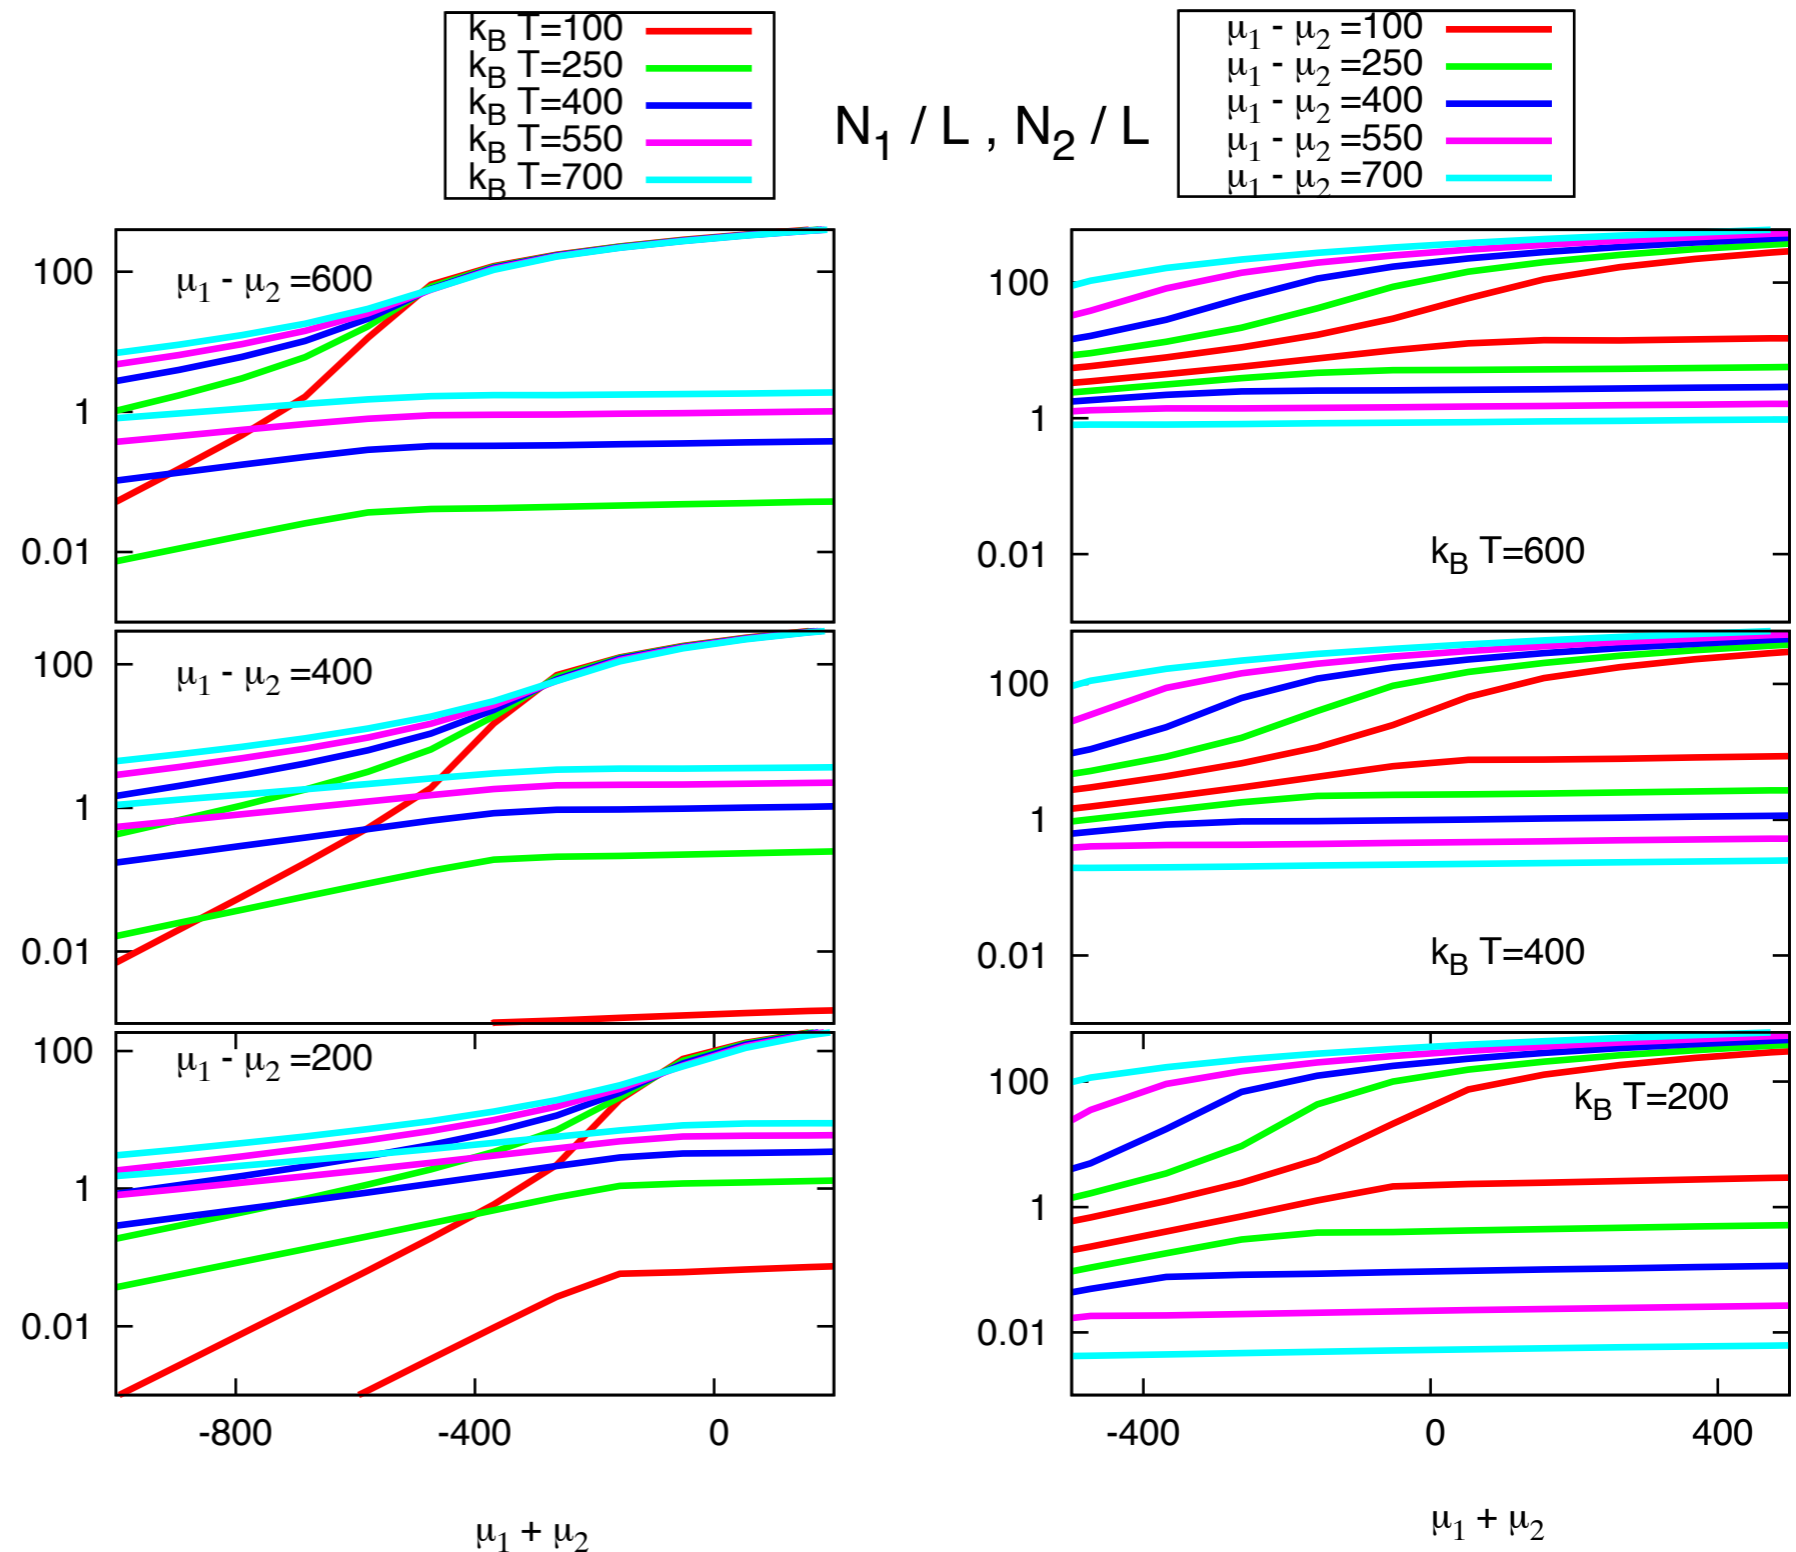 k_B T=100
k_B T=250
k_B T=400
k_B T=550
k_B T=700
N_1 / L , N_2 / L
μ_1 - μ_2 =100
μ_1 - μ_2 =250
μ_1 - μ_2 =400
μ_1 - μ_2 =550
μ_1 - μ_2 =700
μ_1 - μ_2 =600
100
1
0.01
μ_1 - μ_2 =400
100
1
0.01
μ_1 - μ_2 =200
100
1
0.01
-800 -400 0
μ_1 + μ_2
100
1
0.01
k_B T=600
100
1
0.01
k_B T=400
100
k_B T=200
1
0.01
-400 0 400
μ_1 + μ_2